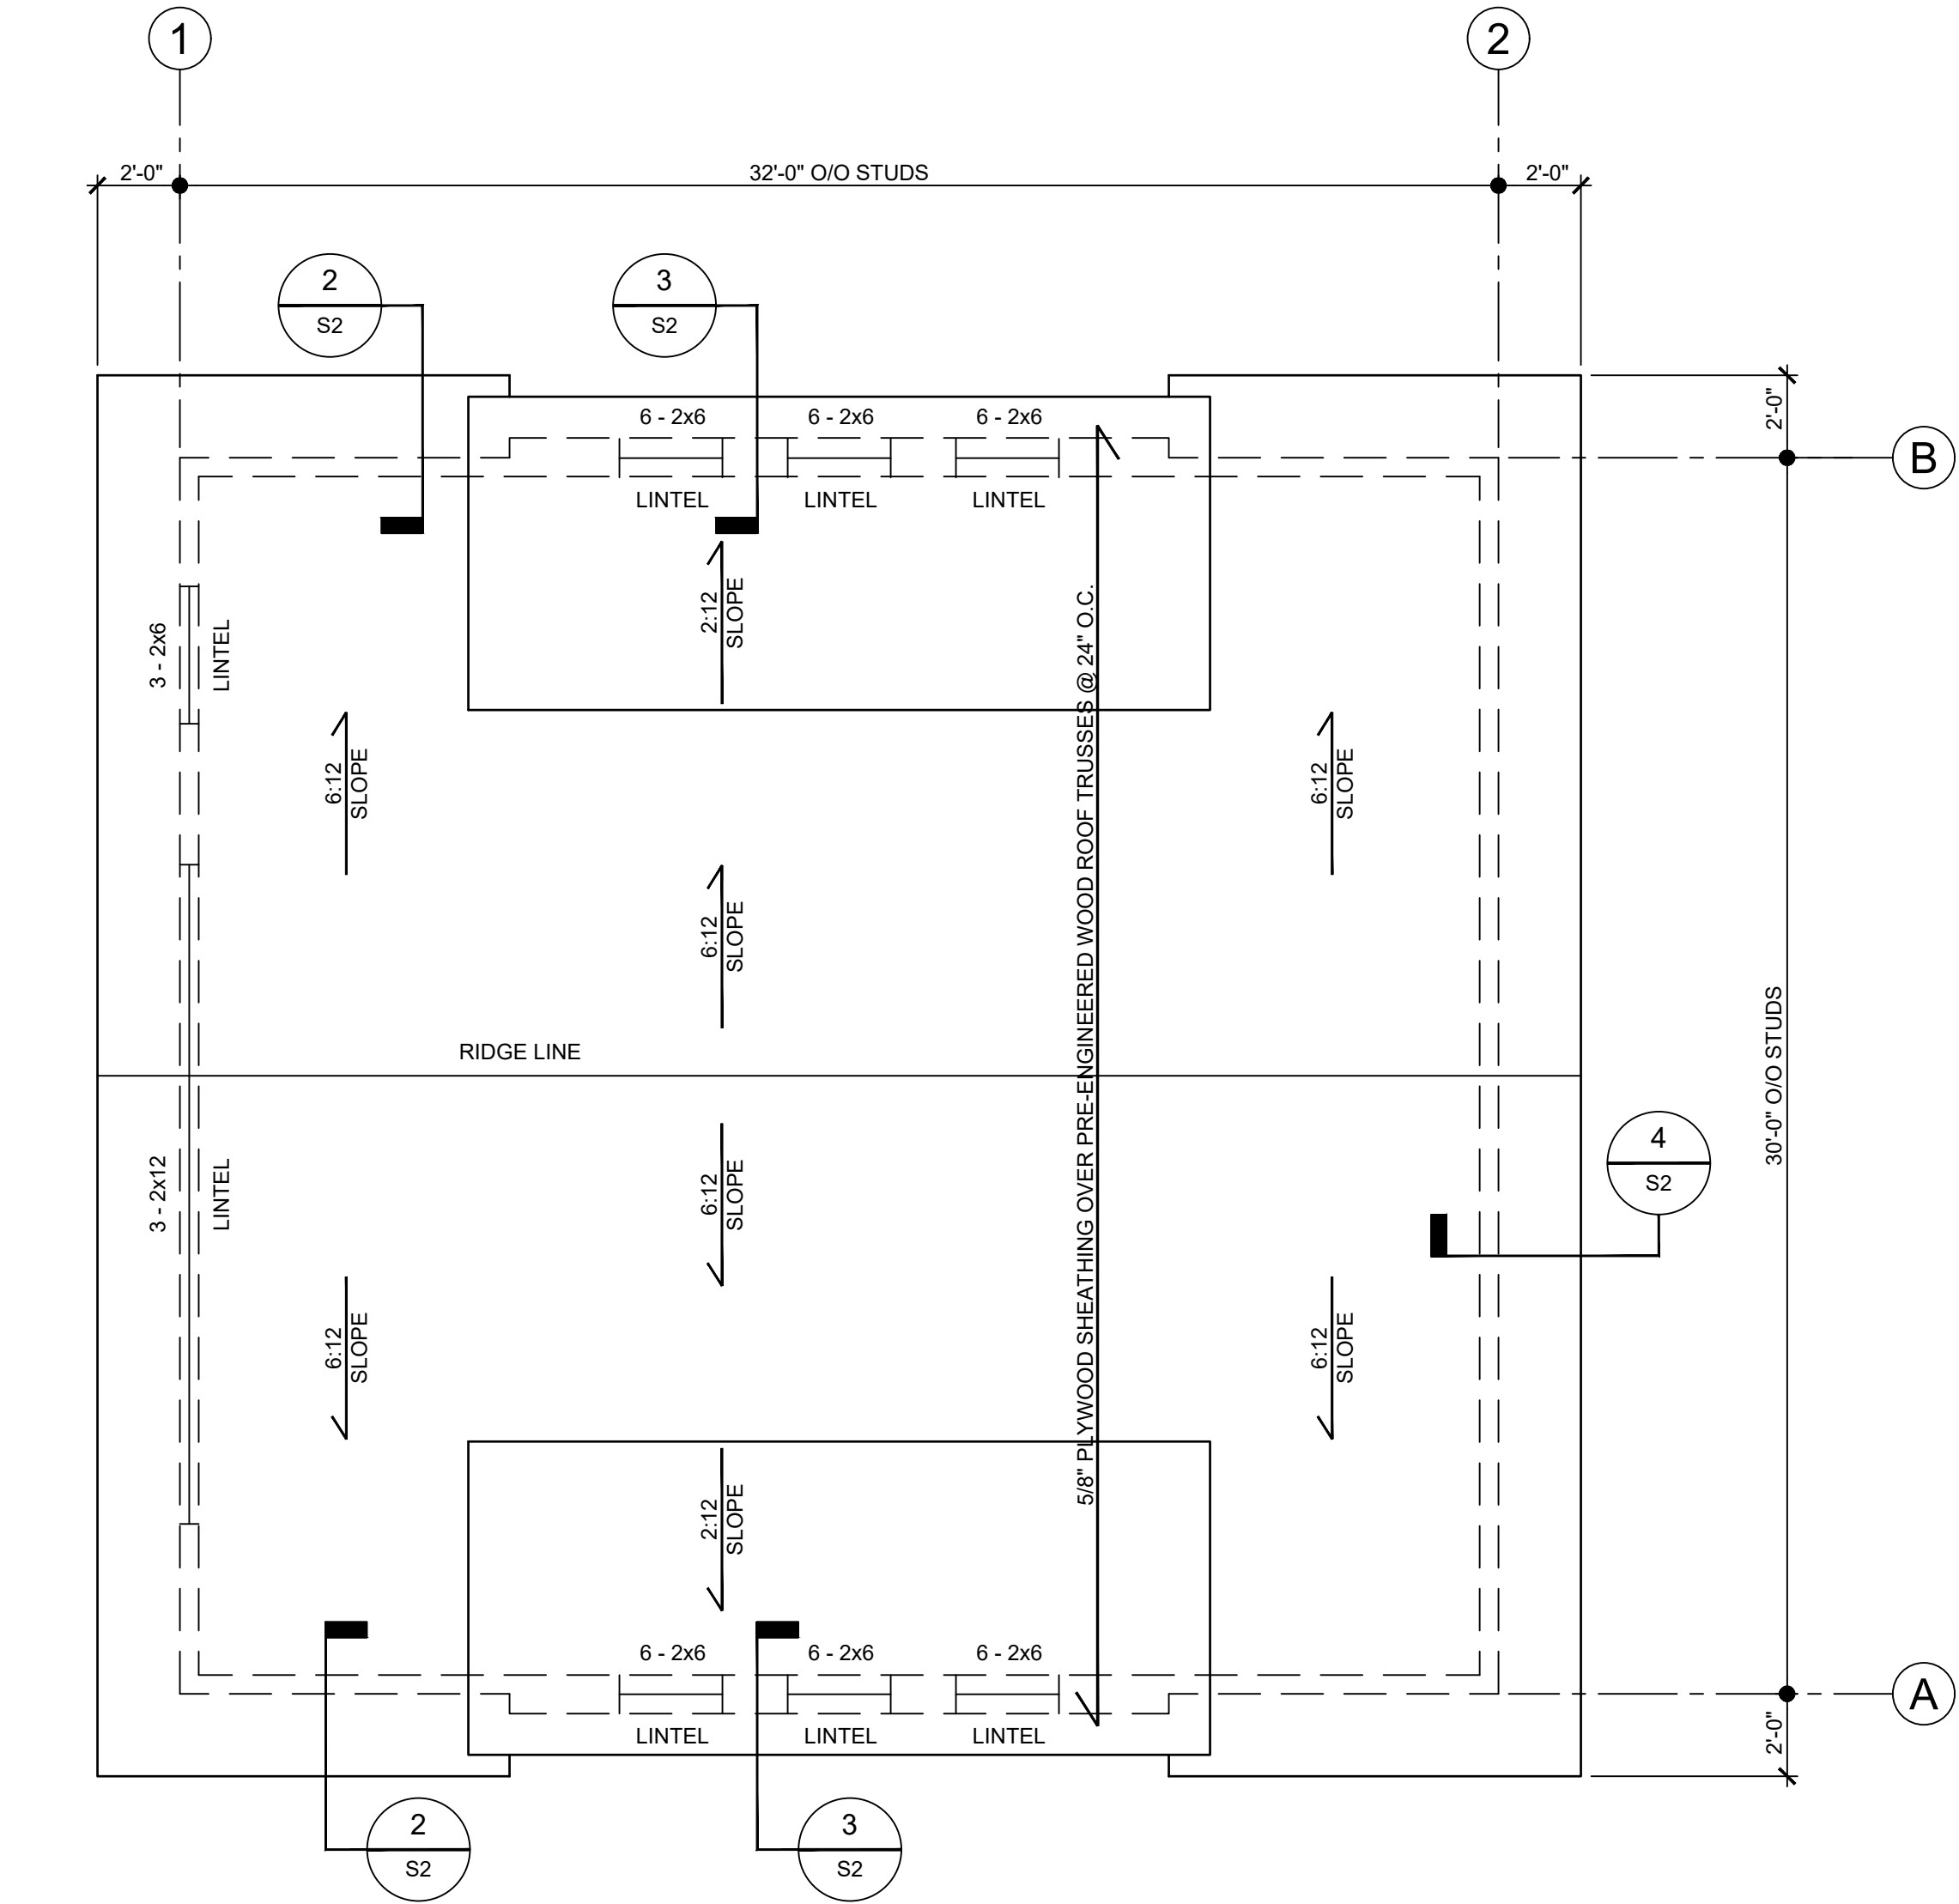 1
2
2'-0"
32'-0" O/O STUDS
2'-0"
2
S2
3
S2
2'-0"
6 - 2x6
6 - 2x6
6 - 2x6
B
LINTEL
LINTEL
LINTEL
2:12
SLOPE
3 - 2x6
LINTEL
5/8" PLYWOOD SHEATHING OVER PRE-ENGINEERED WOOD ROOF TRUSSES @ 24" O.C.
6:12
SLOPE
6:12
SLOPE
6:12
SLOPE
RIDGE LINE
30'-0" O/O STUDS
4
S2
3 - 2x12
LINTEL
6:12
SLOPE
6:12
SLOPE
6:12
SLOPE
2:12
SLOPE
6 - 2x6
6 - 2x6
6 - 2x6
A
LINTEL
LINTEL
LINTEL
2'-0"
2
S2
3
S2